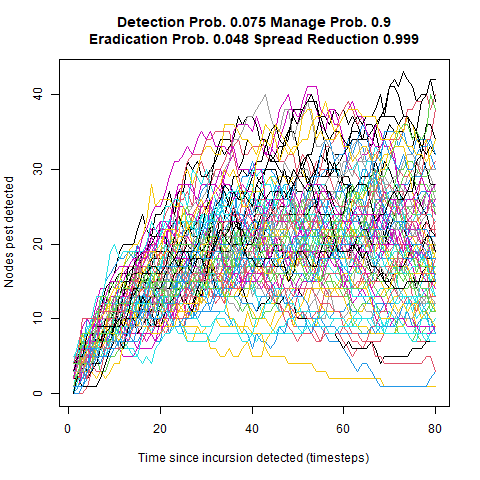 Detection Prob. 0.075 Manage Prob. 0.9
Eradication Prob. 0.048 Spread Reduction 0.999
Nodes pest detected
40
30
20
10
0
0 20 40 60 80
Time since incursion detected (timesteps)